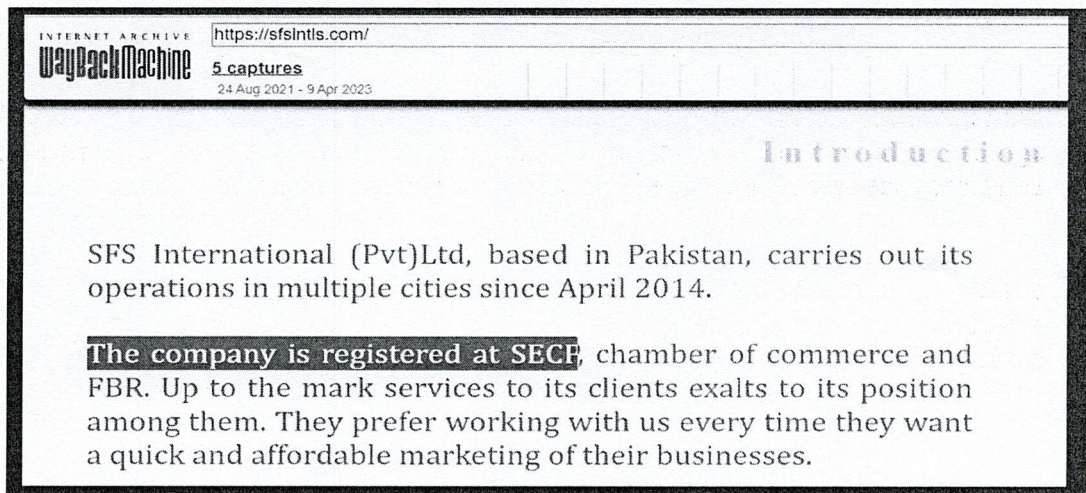 INTERNET ARCHIVE
WayBackMachine
https://sfsintls.com/
5 captures
24 Aug 2021 - 9 Apr 2023
Introduction
SFS International (Pvt)Ltd, based in Pakistan, carries out its
operations in multiple cities since April 2014.
The company is registered at SECP, chamber of commerce and
FBR. Up to the mark services to its clients exalts to its position
among them. They prefer working with us every time they want
a quick and affordable marketing of their businesses.